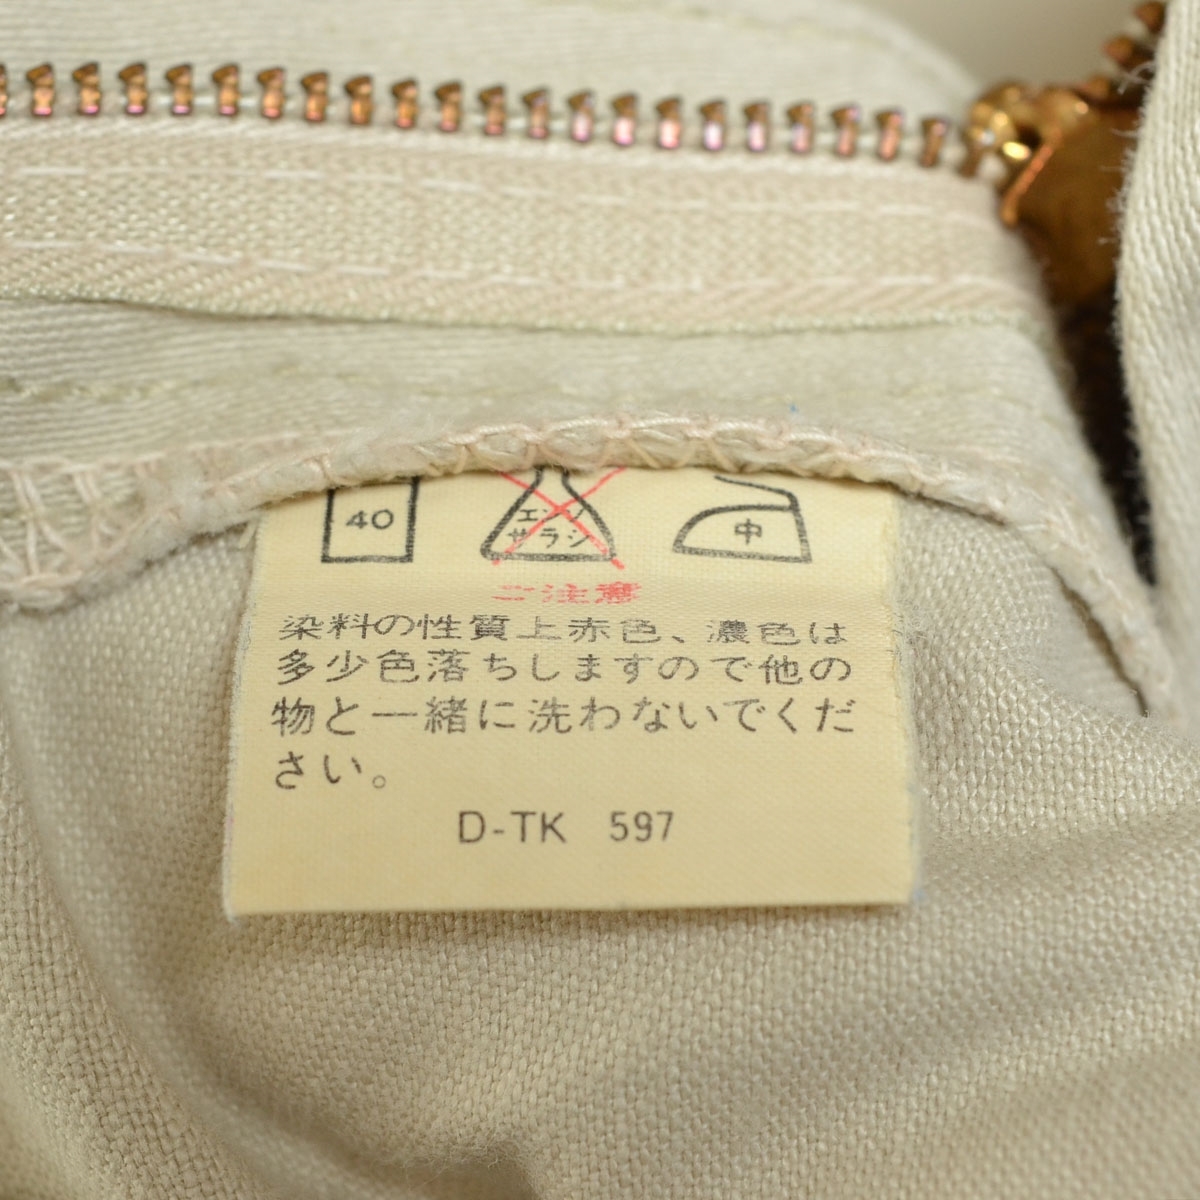 40
エンソ
サラシ
中
ご注意
染料の性質上赤色、濃色は
多少色落ちしますので他の
物と一緒に洗わないでくだ
さい。
D-TK 597